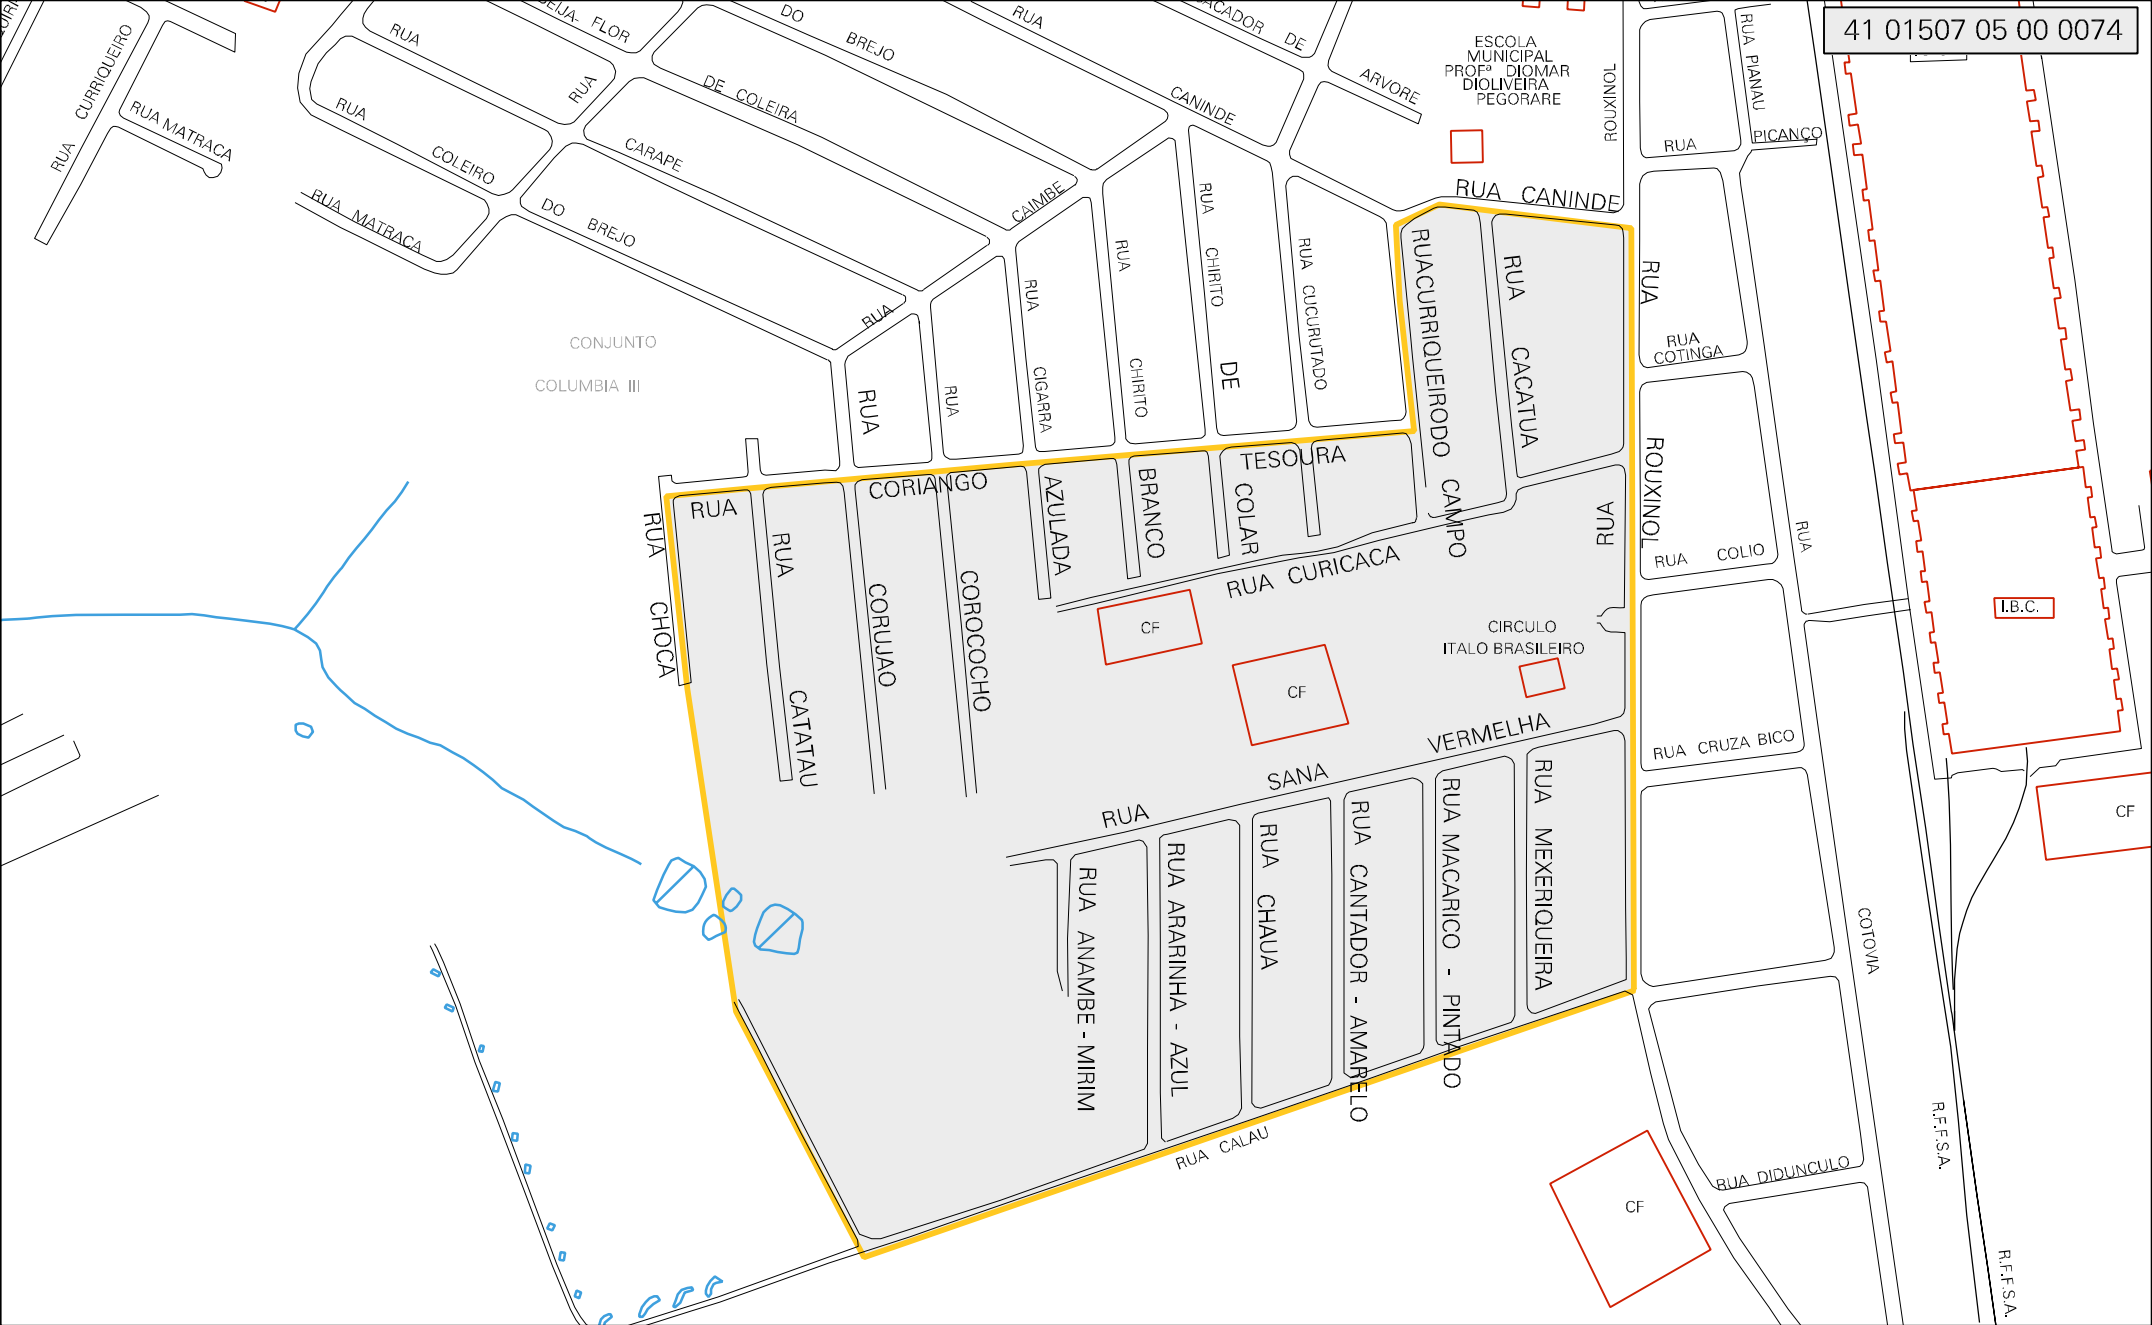 41 01507 05 00 0074
RUA CURRIQUEIRO
RUA MATRACA
RUA MATRACA
RUA
RUA
COLEIRO
RUA
FLOR
DO BREJO
DO BREJO
RUA
CANINDE
DE
ARVORE
DE COLEIRA
CARAPE
RUA CAIMBE
ESCOLA
MUNICIPAL
PROFª DIOMAR
DIOLIVEIRA
PEGORARE
ROUXINOL
RUA PIANAU
RUA PICANÇO
RUA CANINDE
CONJUNTO
COLUMBIA III
RUA
RUA
RUA CIGARRA
RUA CHIRITO
RUA CHIRITO
DE
RUA CUCURUTADO
RUACURRIQUEIRODO CAMPO
RUA CACATUA
RUA ROUXINOL
RUA
COTINGA
RUA CORIANGO
TESOURA
RUA CHOCA
RUA CATATAU
CORUJAO
COROCOCHO
AZULADA
BRANCO
COLAR
RUA
RUA CURICACA
RUA COLIO
RUA COTOVIA
I.B.C.
CF
CF
CIRCULO
ITALO BRASILEIRO
RUA SANA VERMELHA
RUA CRUZA BICO
CF
RUA ANAMBE - MIRIM
RUA ARARINHA - AZUL
RUA CHAUA
RUA CANTADOR - AMARELO
RUA MACARICO - PINTADO
RUA MEXERIQUEIRA
RUA CALAU
RUA DIDUNCULO
CF
R.F.F.S.A.
R.F.F.S.A.